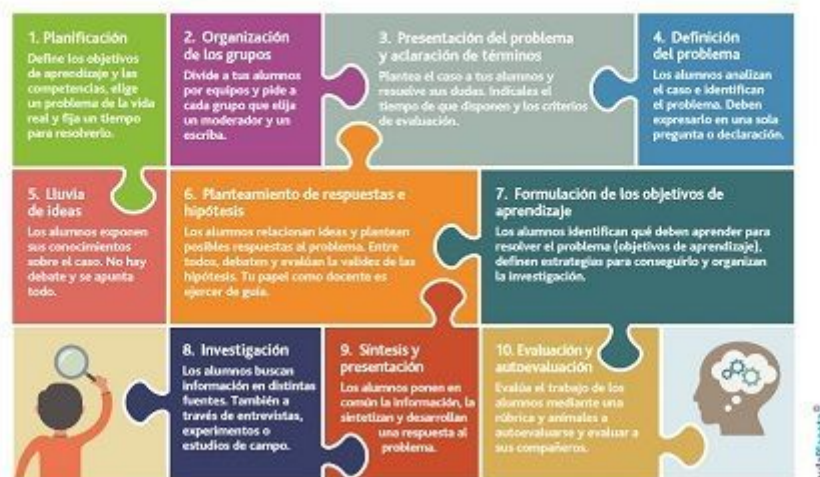 1. Planificación
Define los objetivos
de aprendizaje y las
competencias, elige
un problema de la vida
real y fija un tiempo
para resolverlo.
2. Organización
de los grupos
Divide a tus alumnos
por equipos y pide a
cada grupo que elija
un moderador y un
escriba.
3. Presentación del problema
y aclaración de términos
Plantea el caso a tus alumnos y
resuelve sus dudas. Indícales el
tiempo de que disponen y los criterios
de evaluación.
4. Definición
del problema
Los alumnos analizan
el caso e identifican
el problema. Deben
expresarlo en una sola
pregunta o declaración.
5. Lluvia
de ideas
Los alumnos exponen
sus conocimientos
sobre el caso. No hay
debate y se apunta
todo.
6. Planteamiento de respuestas e
hipótesis
Los alumnos relacionan ideas y plantean
posibles respuestas al problema. Entre
todos, debaten y evalúan la validez de las
hipótesis. Tu papel como docente es
ejercer de guía.
7. Formulación de los objetivos de
aprendizaje
Los alumnos identifican qué deben aprender para
resolver el problema (objetivos de aprendizaje),
definen estrategias para conseguirlo y organizan
la investigación.
8. Investigación
Los alumnos buscan
información en distintas
fuentes. También a
través de entrevistas,
experimentos o
estudios de campo.
9. Síntesis y
presentación
Los alumnos ponen en
común la información, la
sintetizan y desarrollan
una respuesta al
problema.
10. Evaluación y
autoevaluación
Evalúa el trabajo de los
alumnos mediante una
rúbrica y anímales a
autoevaluarse y evaluar a
sus compañeros.